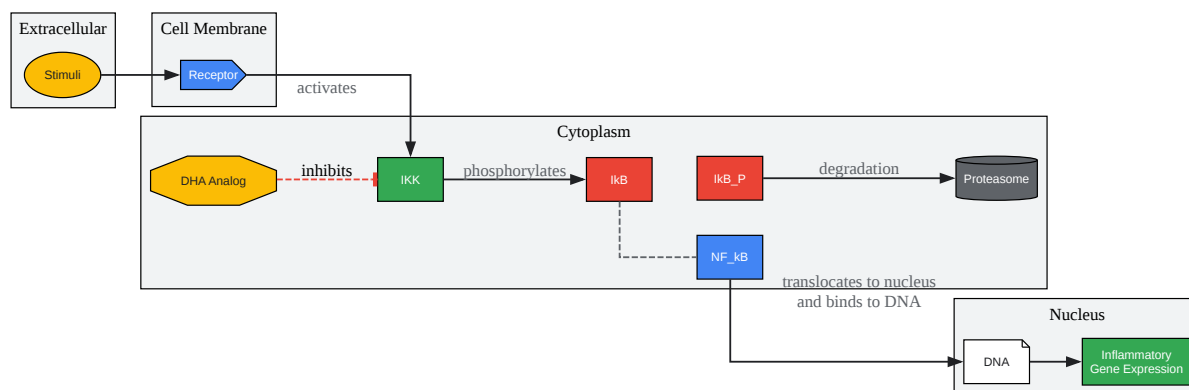 Extracellular
Cell Membrane
Stimuli
Receptor
activates
Cytoplasm
DHA Analog
inhibits
IKK
phosphorylates
IkB
IkB_P
degradation
Proteasome
NF_kB
translocates to nucleus
and binds to DNA
Nucleus
DNA
Inflammatory
Gene Expression